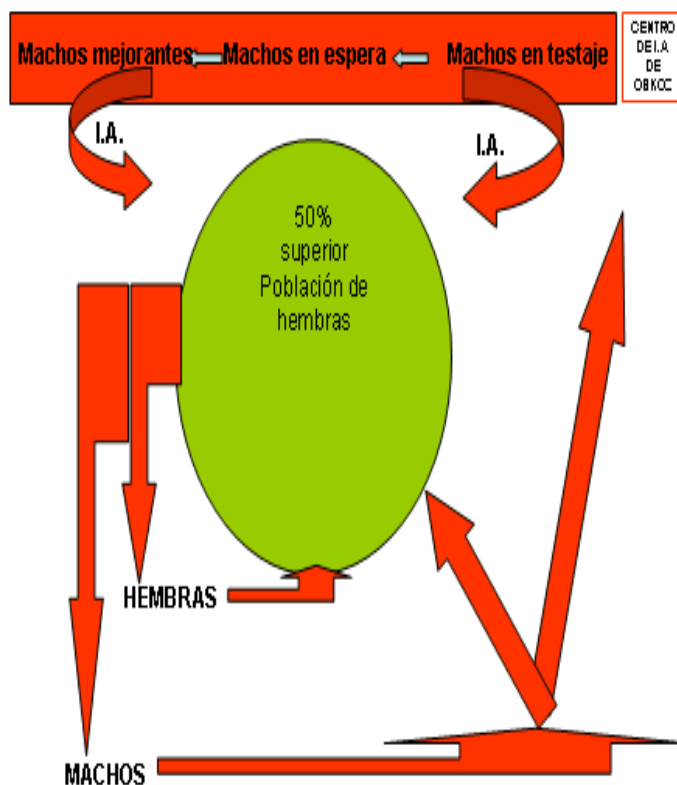 Machos mejorantes Machos en espera Machos en testaje
CENTRO
DE I.A
DE
OBKCC
I.A.
I.A.
50%
superior
Población de
hembras
HEMBRAS
MACHOS